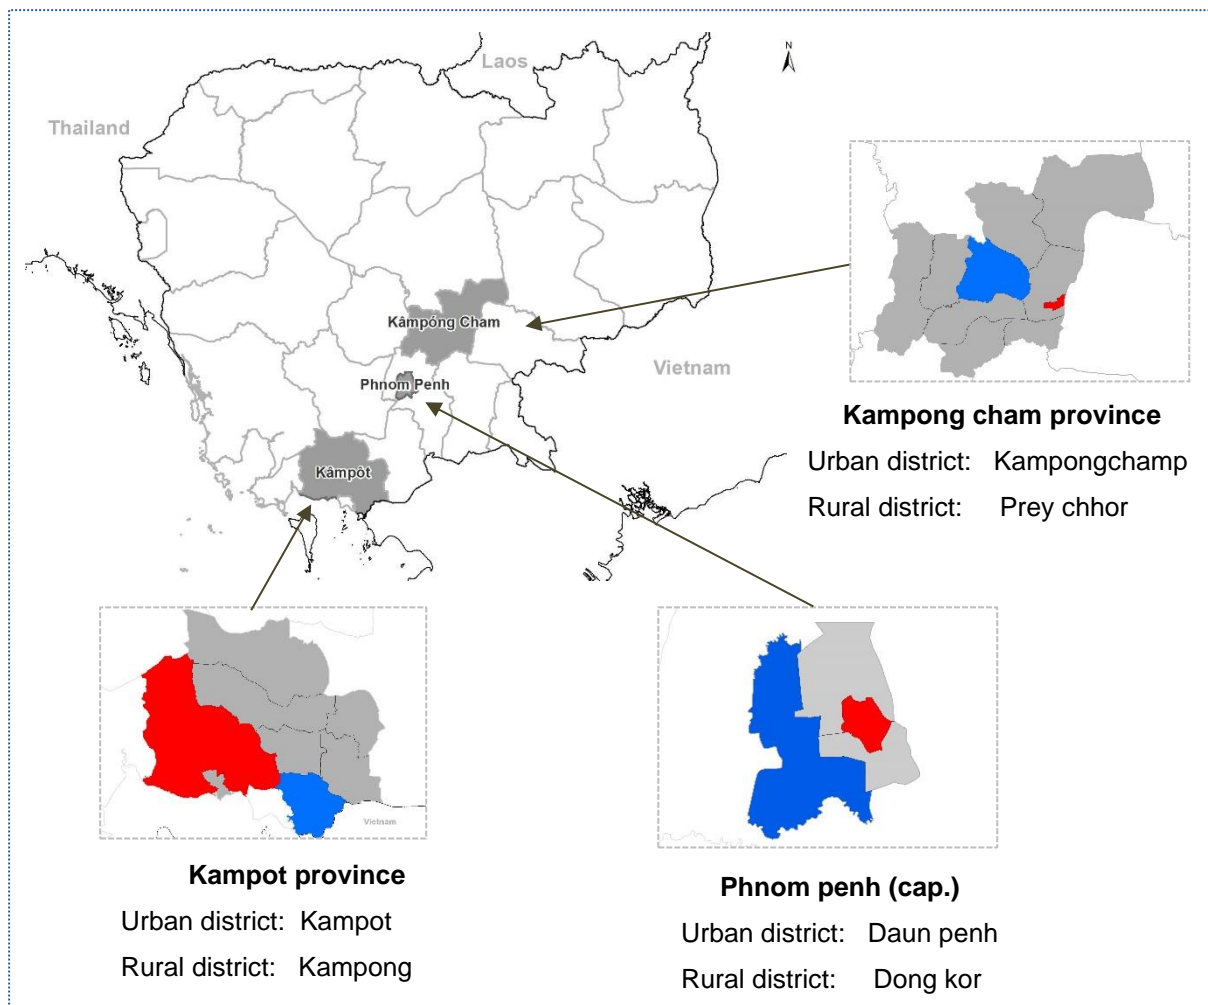 N
Laos
Thailand
Kâmpóng Cham
Phnom Penh
Vietnam
Kâmpôt
Kampong cham province
Urban district: Kampongchamp
Rural district: Prey chhor
Vietnam
Kampot province
Urban district: Kampot
Rural district: Kampong
Phnom penh (cap.)
Urban district: Daun penh
Rural district: Dong kor